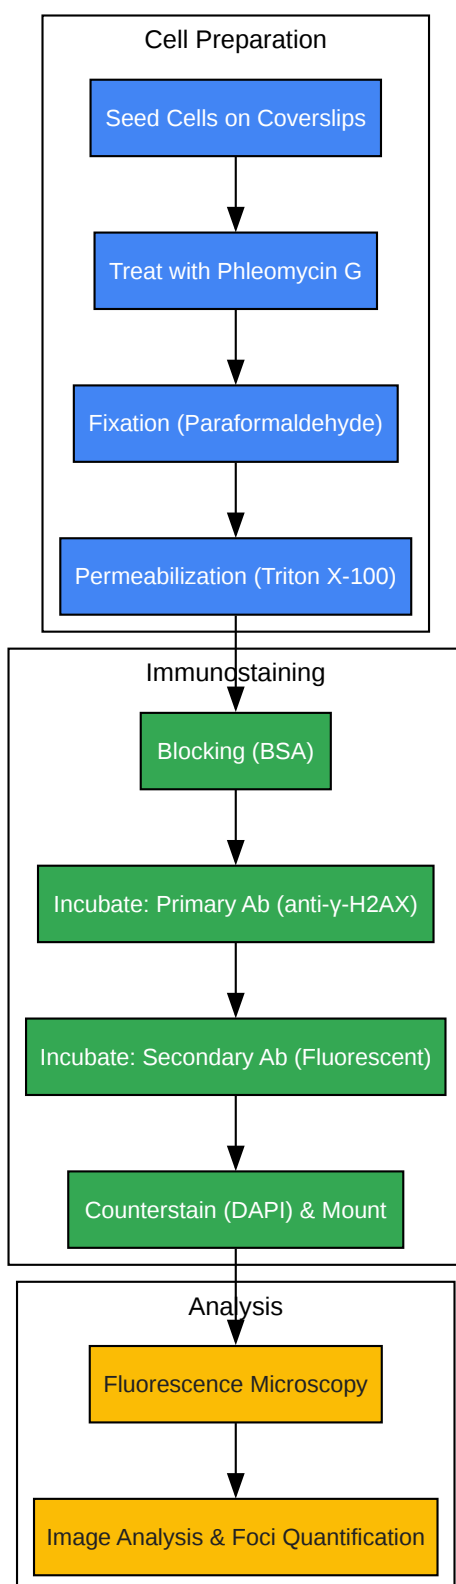 Cell Preparation
Seed Cells on Coverslips
Treat with Phleomycin G
Fixation (Paraformaldehyde)
Permeabilization (Triton X-100)
Immunostaining
Blocking (BSA)
Incubate: Primary Ab (anti-γ-H2AX)
Incubate: Secondary Ab (Fluorescent)
Counterstain (DAPI) & Mount
Analysis
Fluorescence Microscopy
Image Analysis & Foci Quantification